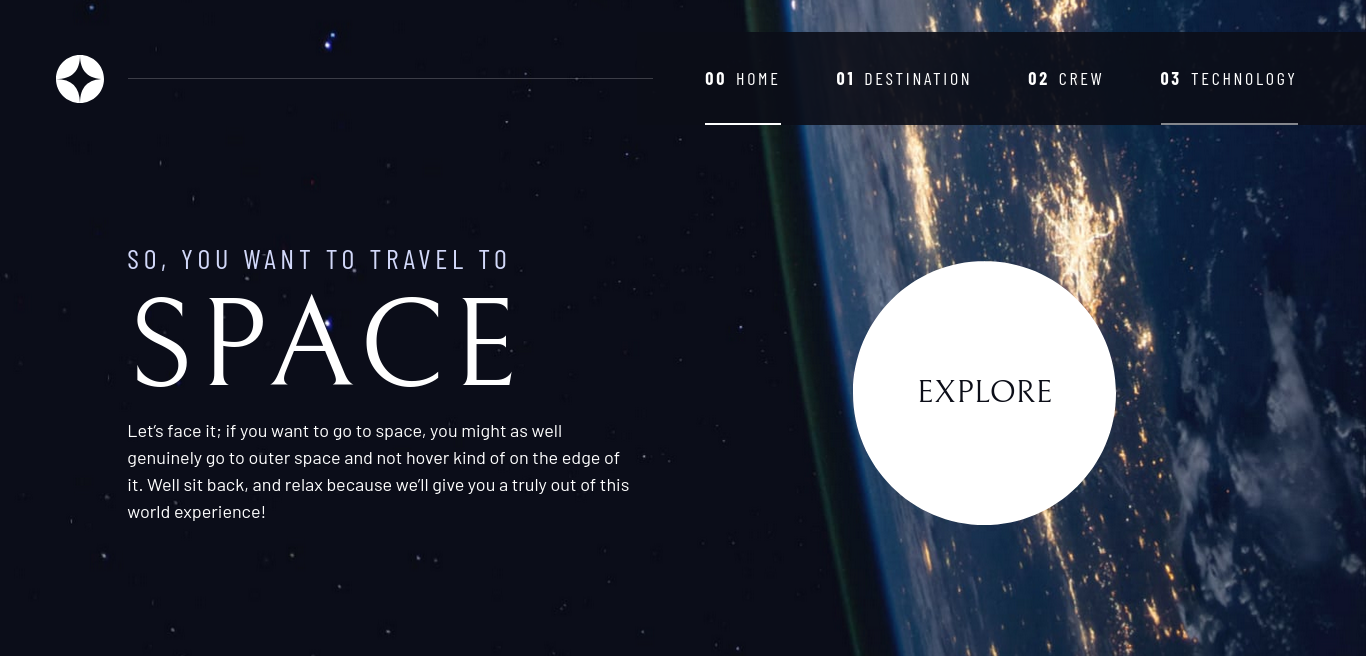 00 HOME 01 DESTINATION 02 CREW 03 TECHNOLOGY
SO, YOU WANT TO TRAVEL TO
SPACE
Let’s face it; if you want to go to space, you might as well
genuinely go to outer space and not hover kind of on the edge of
it. Well sit back, and relax because we’ll give you a truly out of this
world experience!
EXPLORE